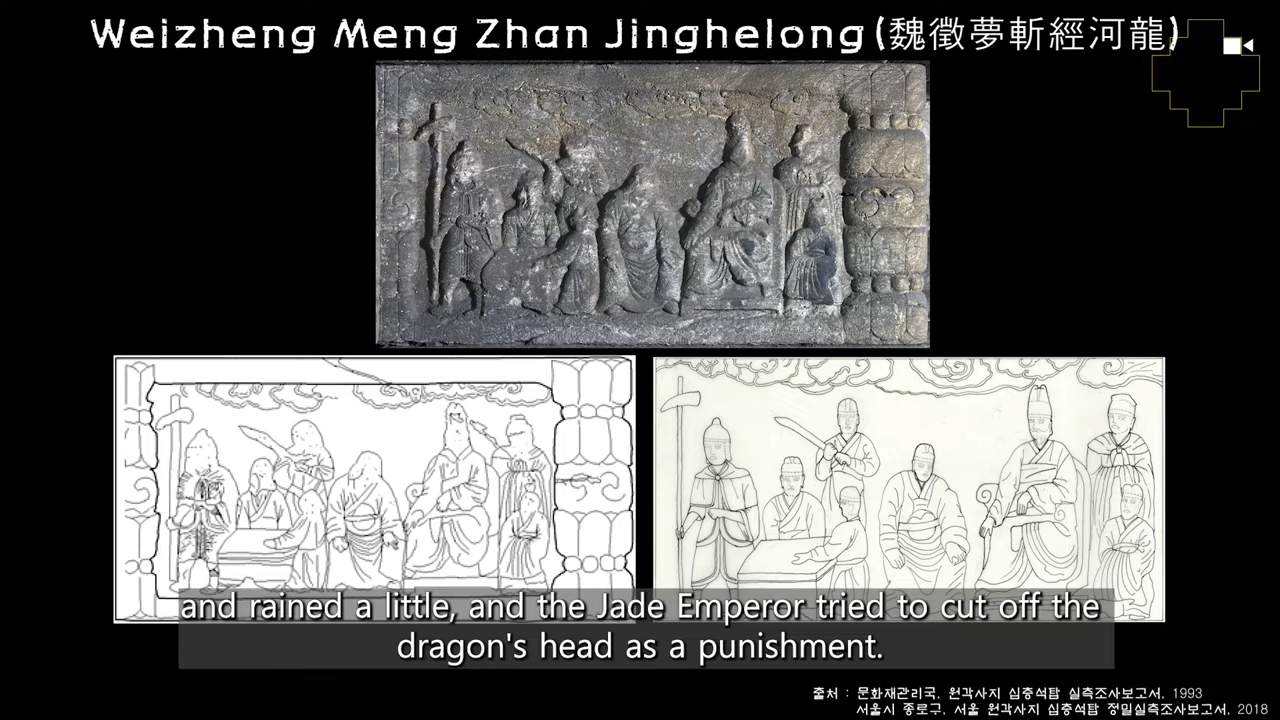 Weizheng Meng Zhan Jinghelong(魏徵夢斬經河龍)
and rained a little, and the Jade Emperor tried to cut off the
dragon's head as a punishment.
출처 : 문화재관리국, 원각사지 십층석탑 실측조사보고서, 1993
서울시 종로구, 서울 원각사지 십층석탑 정밀실측조사보고서, 2018